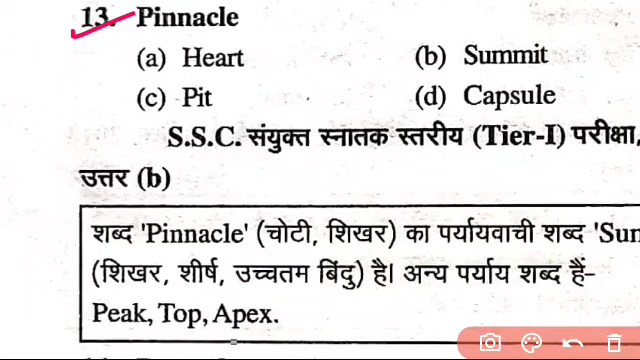 13. Pinnacle
(a) Heart (b) Summit
(c) Pit (d) Capsule
S.S.C. संयुक्त स्नातक स्तरीय (Tier-I) परीक्षा,
उत्तर (b)
शब्द 'Pinnacle' (चोटी, शिखर) का पर्यायवाची शब्द 'Sun
(शिखर, शीर्ष, उच्चतम बिंदु) है। अन्य पर्याय शब्द हैं–
Peak, Top, Apex.